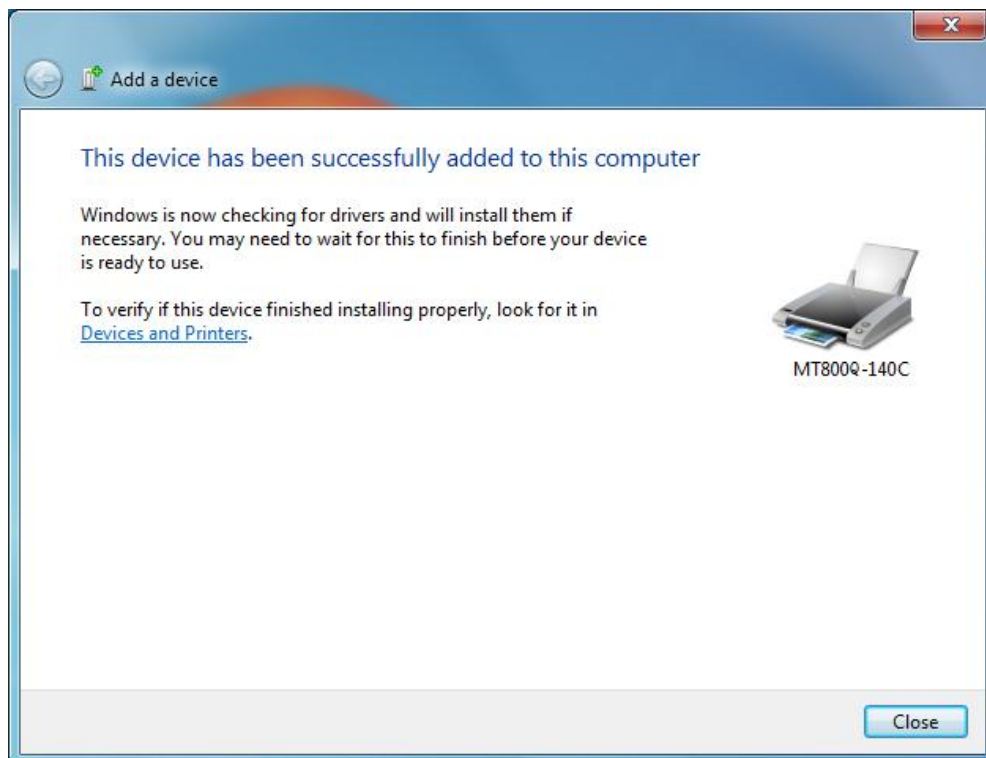 Add a device
This device has been successfully added to this computer
Windows is now checking for drivers and will install them if
necessary. You may need to wait for this to finish before your device
is ready to use.
To verify if this device finished installing properly, look for it in
Devices and Printers.
MT800Q-140C
Close